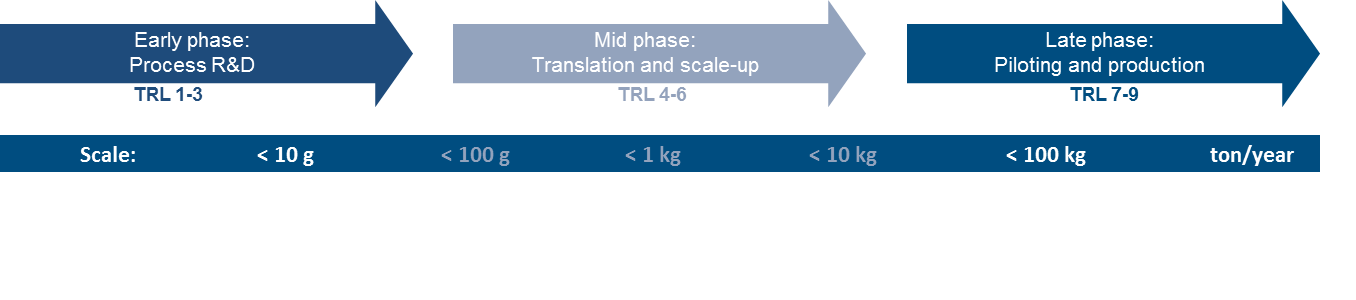 Early phase:
Process R&D
TRL 1-3
Mid phase:
Translation and scale-up
TRL 4-6
Late phase:
Piloting and production
TRL 7-9
Scale: < 10 g < 100 g < 1 kg < 10 kg < 100 kg ton/year